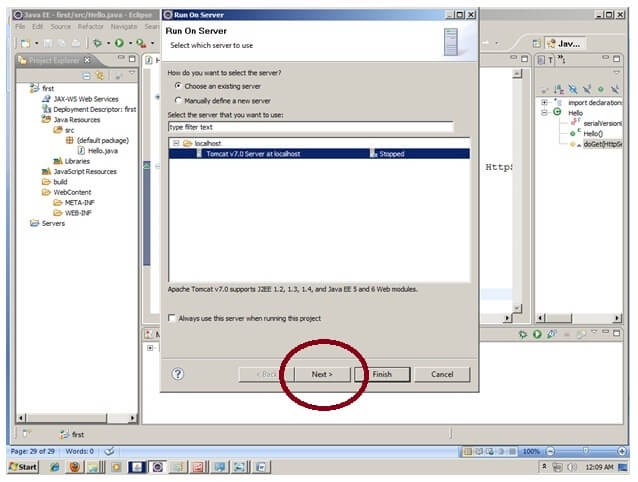 Java EE - first/src/Hello.java - Eclipse
File Edit Source Refactor Navigate
Run On Server
Run On Server
Select which server to use
Jav...
Project Explorer
first
JAX-WS Web Services
Deployment Descriptor: first
Java Resources
src
(default package)
Hello.java
Libraries
JavaScript Resources
build
WebContent
META-INF
WEB-INF
Servers
How do you want to select the server?
Choose an existing server
Manually define a new server
Select the server that you want to use:
type filter text
localhost
Tomcat v7.0 Server at localhost Stopped
Apache Tomcat v7.0 supports J2EE 1.2, 1.3, 1.4, and Java EE 5 and 6 Web modules.
Always use this server when running this project
? < Back Next > Finish Cancel
HttpS
import declarations
Hello
serialVersionU
Hello()
doGet(HttpSe
first
Page: 29 of 29 Words: 0 100%
Start 12:09 AM